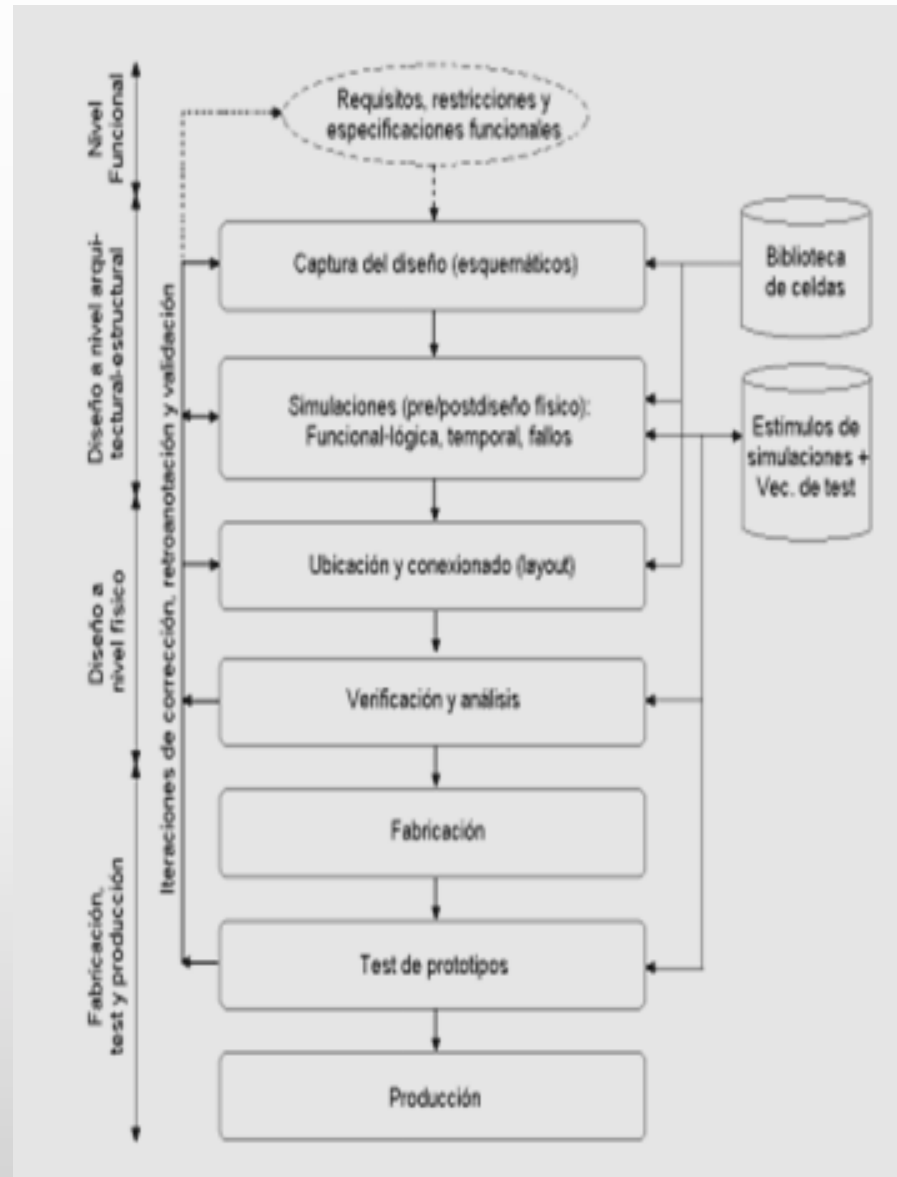 Nivel
Funcional
Requisitos, restricciones y
especificaciones funcionales
Diseño a nivel arqui-
tectural-estructural
Captura del diseño (esquemáticos)
Biblioteca
de celdas
Simulaciones (pre/postdiseño físico):
Funcional-lógica, temporal, fallos
Estímulos de
simulaciones +
Vec. de test
Iteraciones de corrección, retroanotación y validación
Diseño a
nivel físico
Ubicación y conexionado (layout)
Verificación y análisis
Fabricación,
test y producción
Fabricación
Test de prototipos
Producción